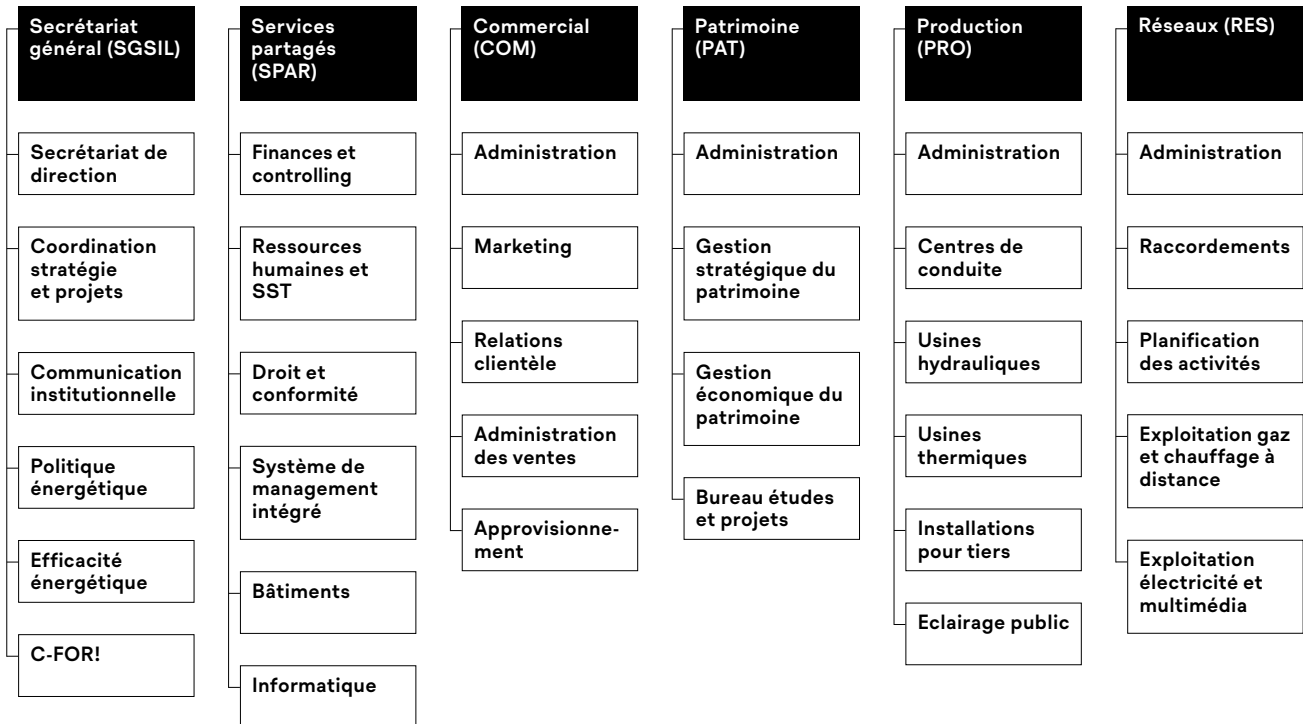 Secrétariat
général (SGSIL)
Secrétariat de
direction
Coordination
stratégie
et projets
Communication
institutionnelle
Politique
énergétique
Efficacité
énergétique
C-FOR!
Services
partagés
(SPAR)
Finances et
controlling
Ressources
humaines et
SST
Droit et
conformité
Système de
management
intégré
Bâtiments
Informatique
Commercial
(COM)
Administration
Marketing
Relations
clientèle
Administration
des ventes
Approvisionne-
ment
Patrimoine
(PAT)
Administration
Gestion
stratégique du
patrimoine
Gestion
économique du
patrimoine
Bureau études
et projets
Production
(PRO)
Administration
Centres de
conduite
Usines
hydrauliques
Usines
thermiques
Installations
pour tiers
Eclairage public
Réseaux (RES)
Administration
Raccordements
Planification
des activités
Exploitation gaz
et chauffage à
distance
Exploitation
électricité et
multimédia